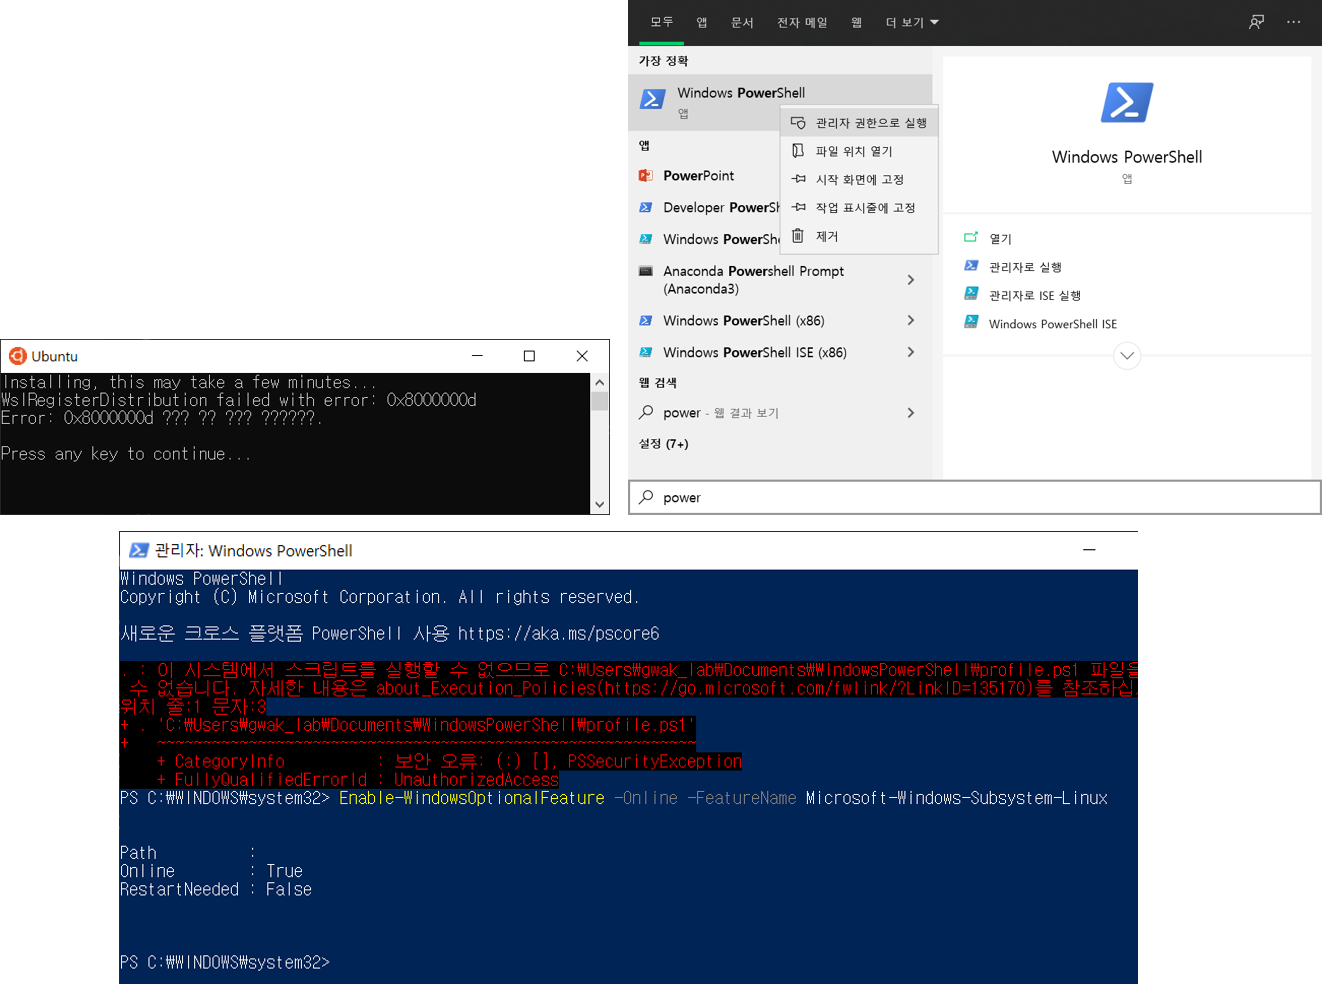 모두 앱 문서 전자 메일 웹 더 보기
가장 정확
Windows PowerShell
앱
관리자 권한으로 실행
파일 위치 열기
시작 화면에 고정
작업 표시줄에 고정
제거
앱
PowerPoint
Developer PowerSh
Windows PowerShe
Anaconda Powershell Prompt
(Anaconda3)
Windows PowerShell (x86)
Windows PowerShell ISE (x86)
웹 검색
power - 웹 결과 보기
설정 (7+)
power
Windows PowerShell
앱
열기
관리자로 실행
관리자로 ISE 실행
Windows PowerShell ISE
Ubuntu
Installing, this may take a few minutes...
WslRegisterDistribution failed with error: 0x8000000d
Error: 0x8000000d ??? ?? ??? ??????.
Press any key to continue...
관리자: Windows PowerShell
Windows PowerShell
Copyright (C) Microsoft Corporation. All rights reserved.
새로운 크로스 플랫폼 PowerShell 사용 https://aka.ms/pscore6
. : 이 시스템에서 스크립트를 실행할 수 없으므로 C:₩Users₩gwak_lab₩Documents₩WindowsPowerShell₩profile.ps1 파일을
수 없습니다. 자세한 내용은 about_Execution_Policies(https://go.microsoft.com/fwlink/?LinkID=135170)를 참조하십
위치 줄:1 문자:3
+ . 'C:₩Users₩gwak_lab₩Documents₩WindowsPowerShell₩profile.ps1'
+ ~~~~~~~~~~~~~~~~~~~~~~~~~~~~~~~~~~~~~~~~~~~~~~~~~~~~~~~~~~~
+ CategoryInfo : 보안 오류: (:) [], PSSecurityException
+ FullyQualifiedErrorId : UnauthorizedAccess
PS C:₩WINDOWS₩system32> Enable-WindowsOptionalFeature -Online -FeatureName Microsoft-Windows-Subsystem-Linux
Path :
Online : True
RestartNeeded : False
PS C:₩WINDOWS₩system32>